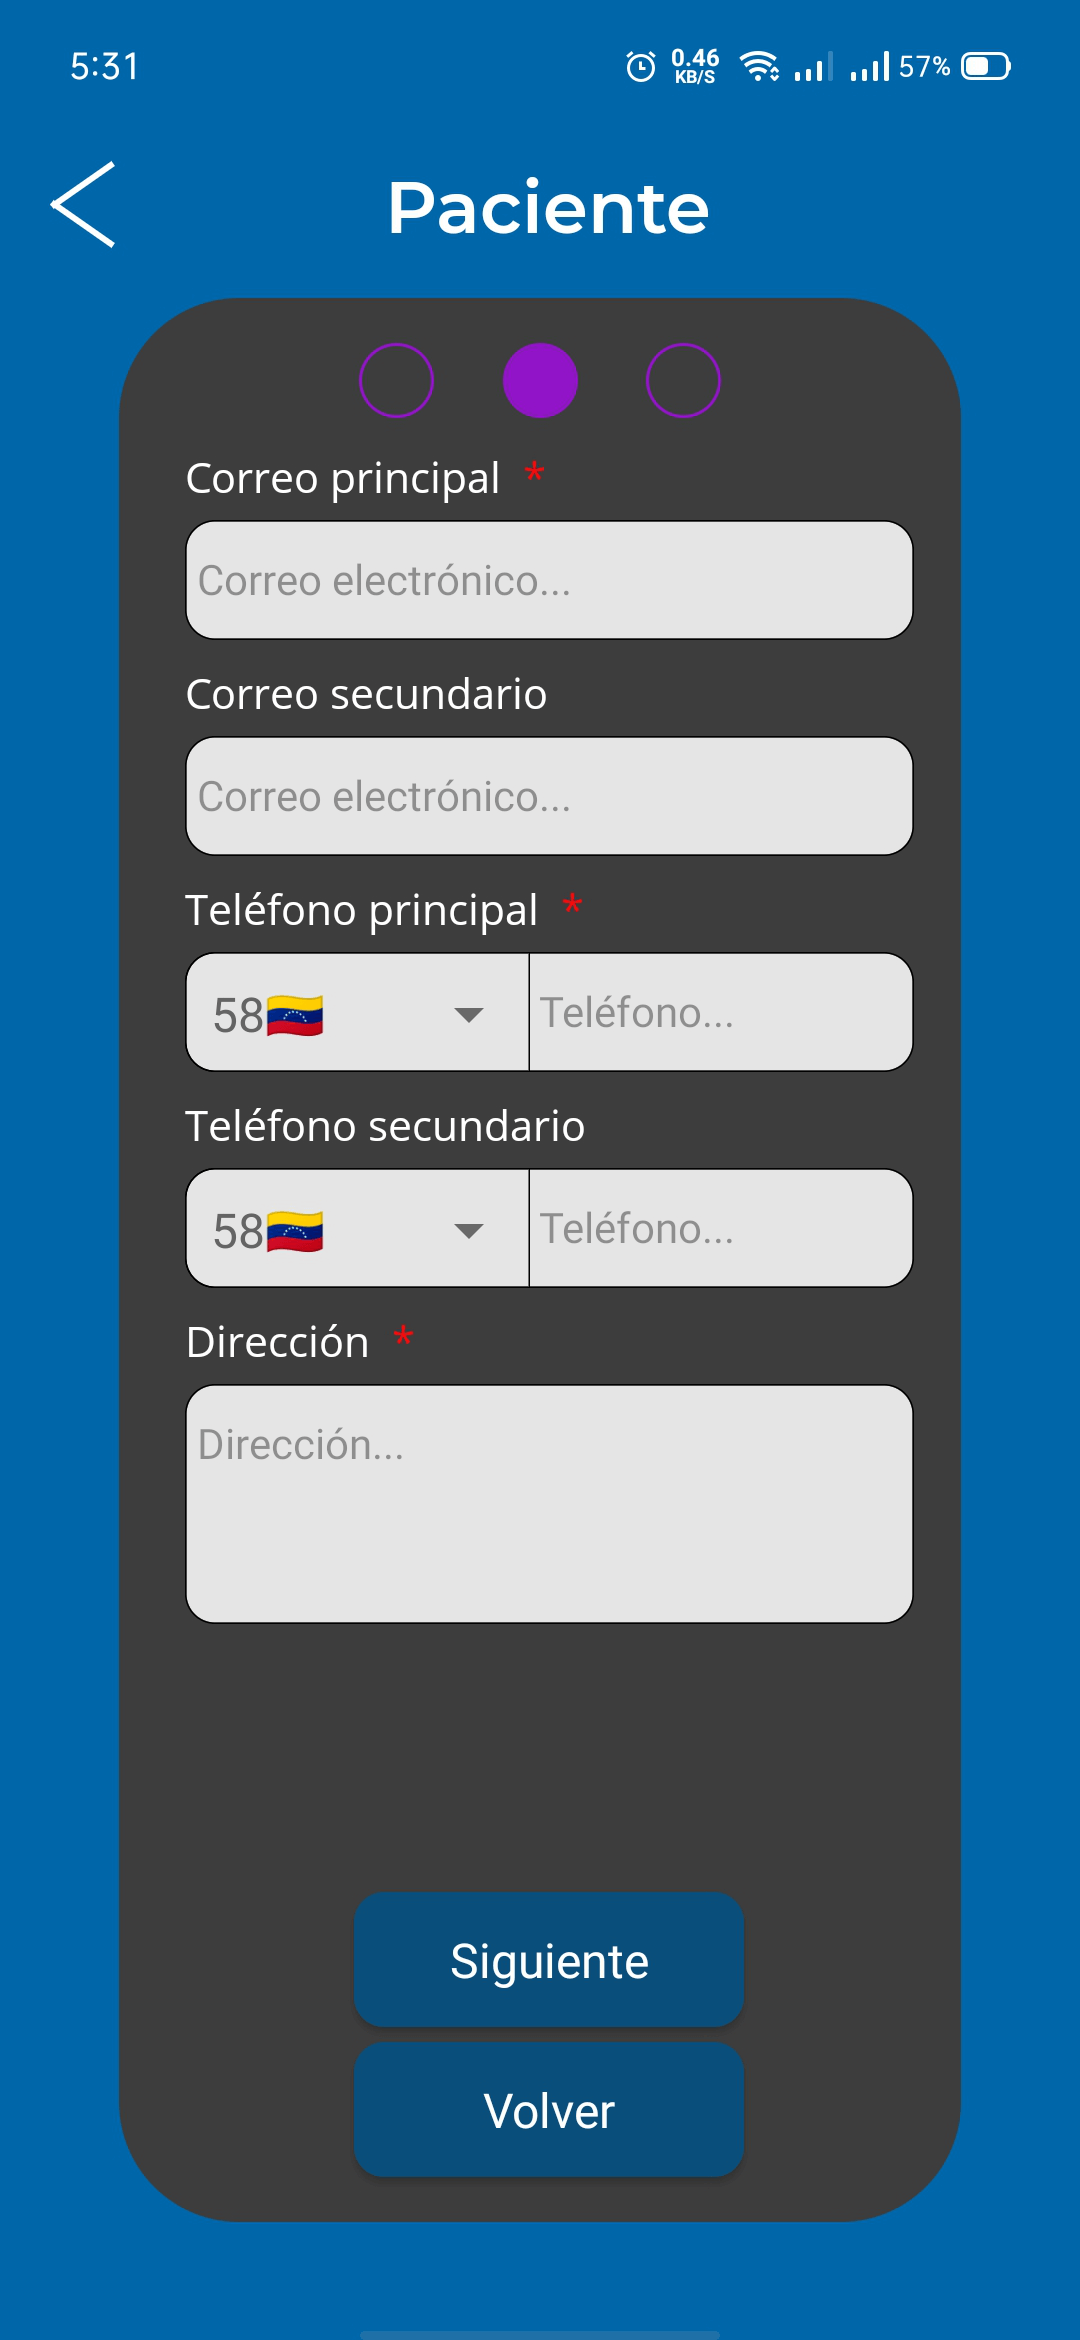 5:31 0.46 KB/S 57%
Paciente
Correo principal *
Correo electrónico...
Correo secundario
Correo electrónico...
Teléfono principal *
58🇻🇪 Teléfono...
Teléfono secundario
58🇻🇪 Teléfono...
Dirección *
Dirección...
Siguiente
Volver